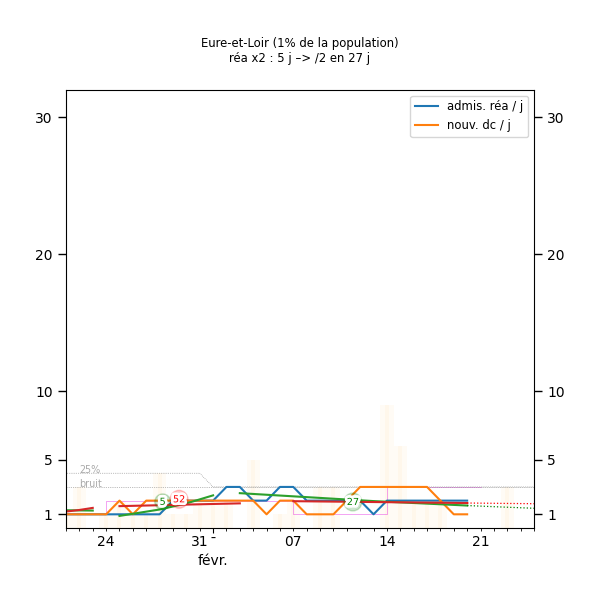 Eure-et-Loir (1% de la population)
réa x2 : 5 j –> /2 en 27 j
admis. réa / j
nouv. dc / j
30 30
20 20
10 10
5 5
1 1
25%
bruit
5 52 27
24 31 07 14 21
févr.